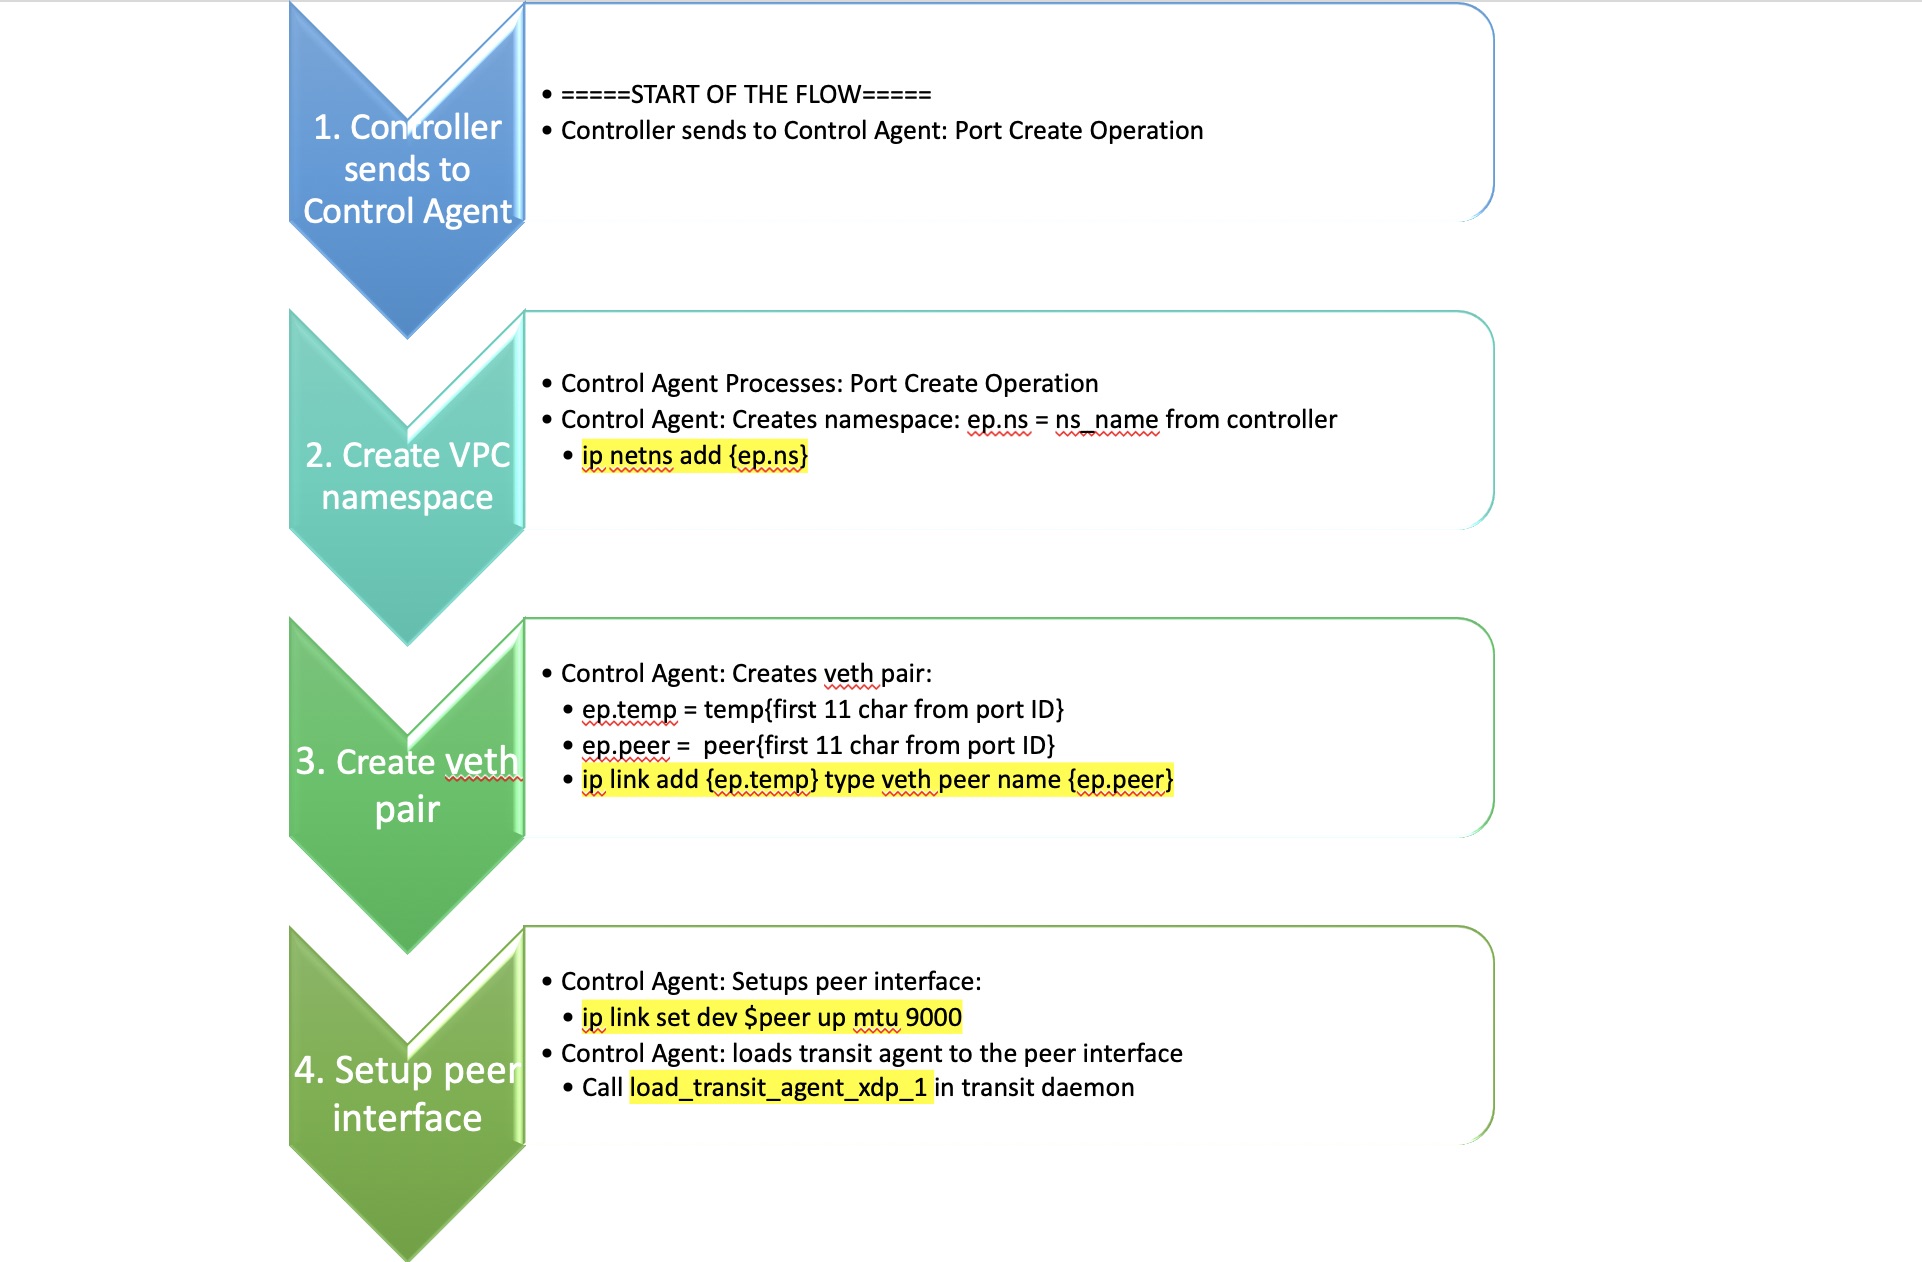 1. Controller
sends to
Control Agent
• =====START OF THE FLOW=====
• Controller sends to Control Agent: Port Create Operation
2. Create VPC
namespace
• Control Agent Processes: Port Create Operation
• Control Agent: Creates namespace: ep.ns = ns_name from controller
• ip netns add {ep.ns}
3. Create veth
pair
• Control Agent: Creates veth pair:
• ep.temp = temp{first 11 char from port ID}
• ep.peer =  peer{first 11 char from port ID}
• ip link add {ep.temp} type veth peer name {ep.peer}
4. Setup peer
interface
• Control Agent: Setups peer interface:
• ip link set dev $peer up mtu 9000
• Control Agent: loads transit agent to the peer interface
• Call load_transit_agent_xdp_1 in transit daemon